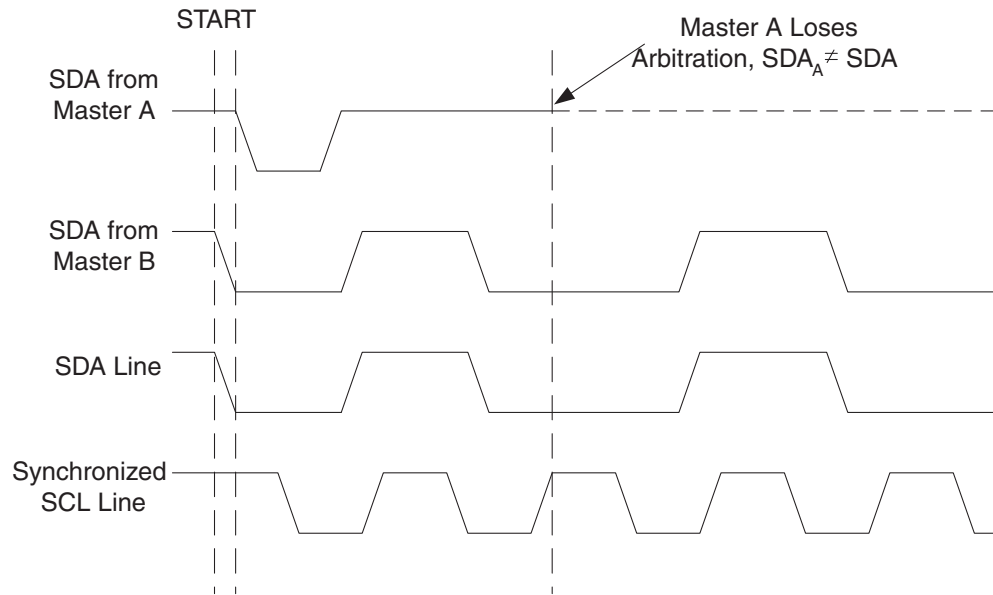 START
Master A Loses
Arbitration, SDA_A ≠ SDA
SDA from
Master A
SDA from
Master B
SDA Line
Synchronized
SCL Line